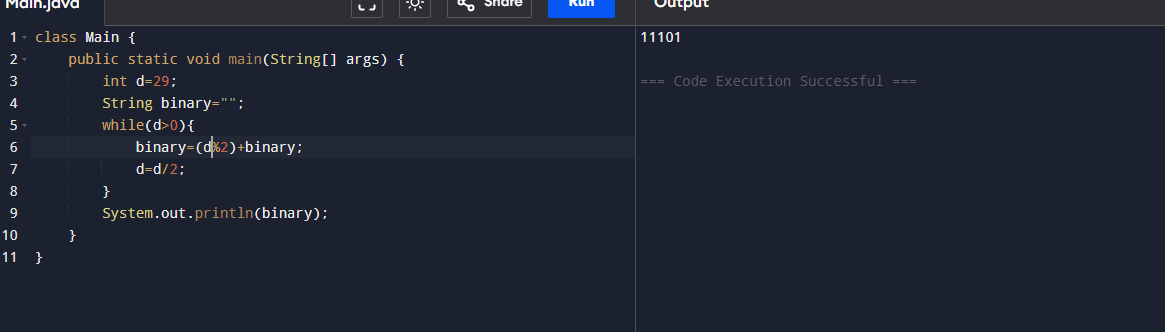 Main.java
Share
Run
Output
1 class Main {
2 public static void main(String[] args) {
3 int d=29;
4 String binary="";
5 while(d>0){
6 binary=(d%2)+binary;
7 d=d/2;
8 }
9 System.out.println(binary);
10 }
11 }
11101
=== Code Execution Successful ===